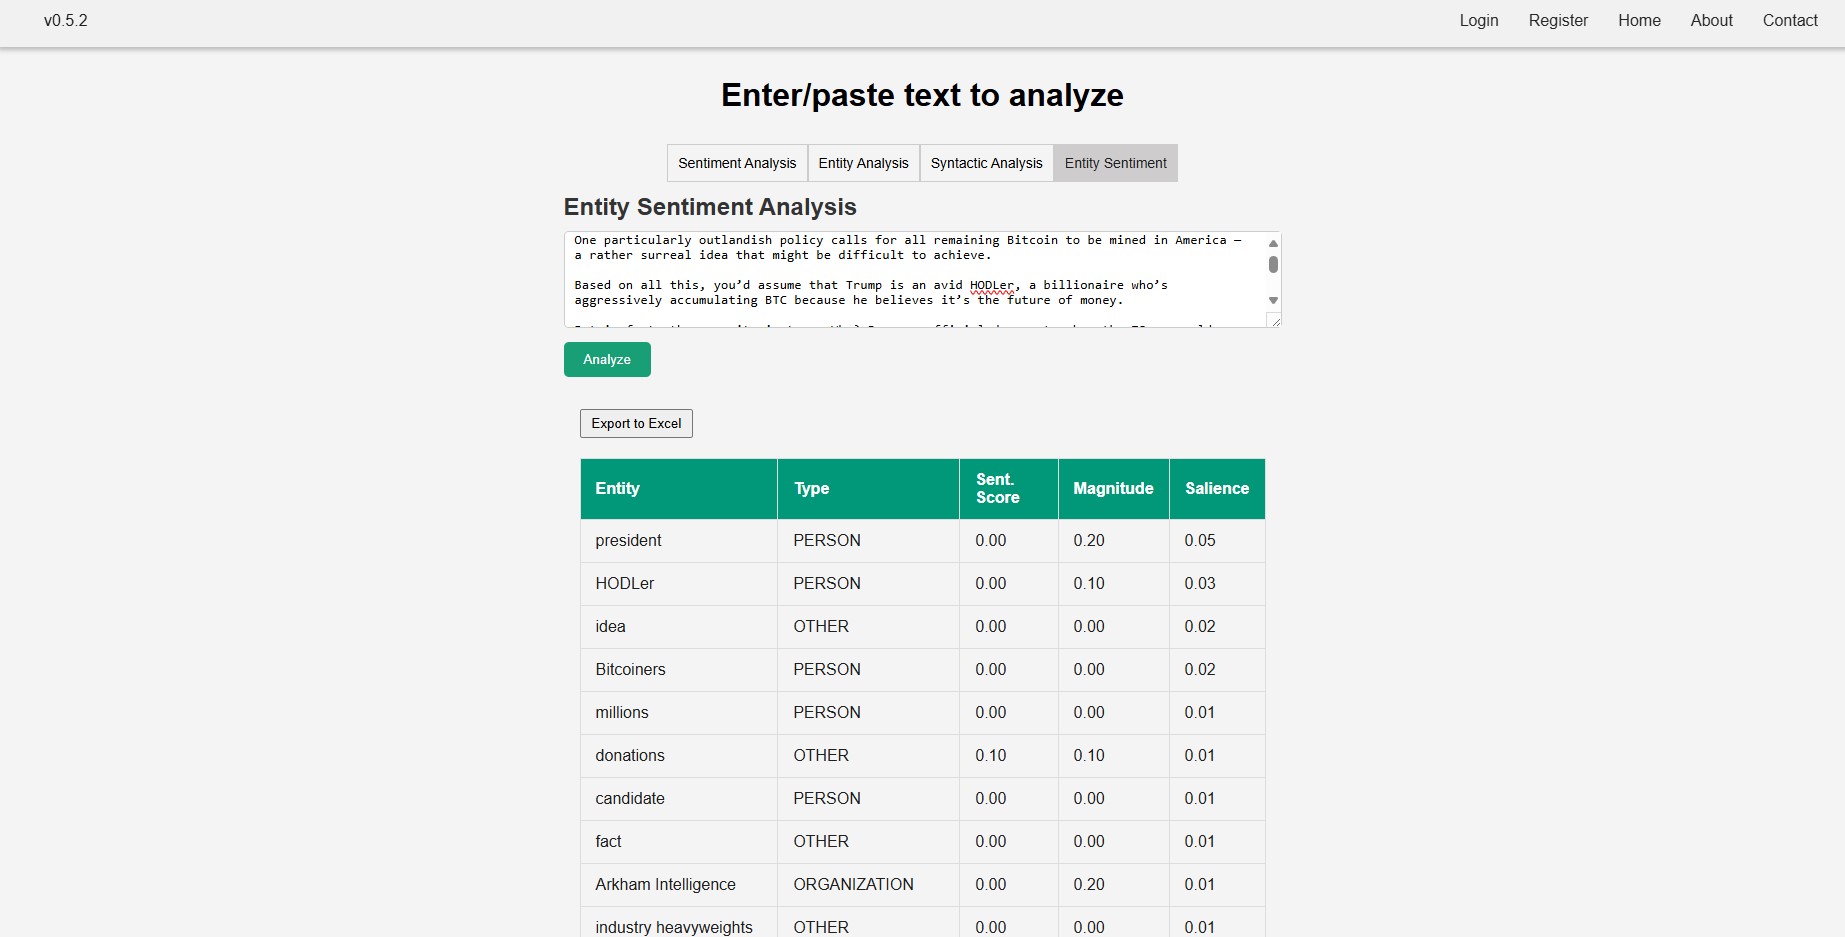 v0.5.2
Login Register Home About Contact
Enter/paste text to analyze
Sentiment Analysis Entity Analysis Syntactic Analysis Entity Sentiment
Entity Sentiment Analysis
One particularly outlandish policy calls for all remaining Bitcoin to be mined in America –
a rather surreal idea that might be difficult to achieve.
Based on all this, you’d assume that Trump is an avid HODLer, a billionaire who’s
aggressively accumulating BTC because he believes it’s the future of money.
Analyze
Export to Excel
Entity Type Sent. Score Magnitude Salience
president PERSON 0.00 0.20 0.05
HODLer PERSON 0.00 0.10 0.03
idea OTHER 0.00 0.00 0.02
Bitcoiners PERSON 0.00 0.00 0.02
millions PERSON 0.00 0.00 0.01
donations OTHER 0.10 0.10 0.01
candidate PERSON 0.00 0.00 0.01
fact OTHER 0.00 0.00 0.01
Arkham Intelligence ORGANIZATION 0.00 0.20 0.01
industry heavyweights OTHER 0.00 0.00 0.01